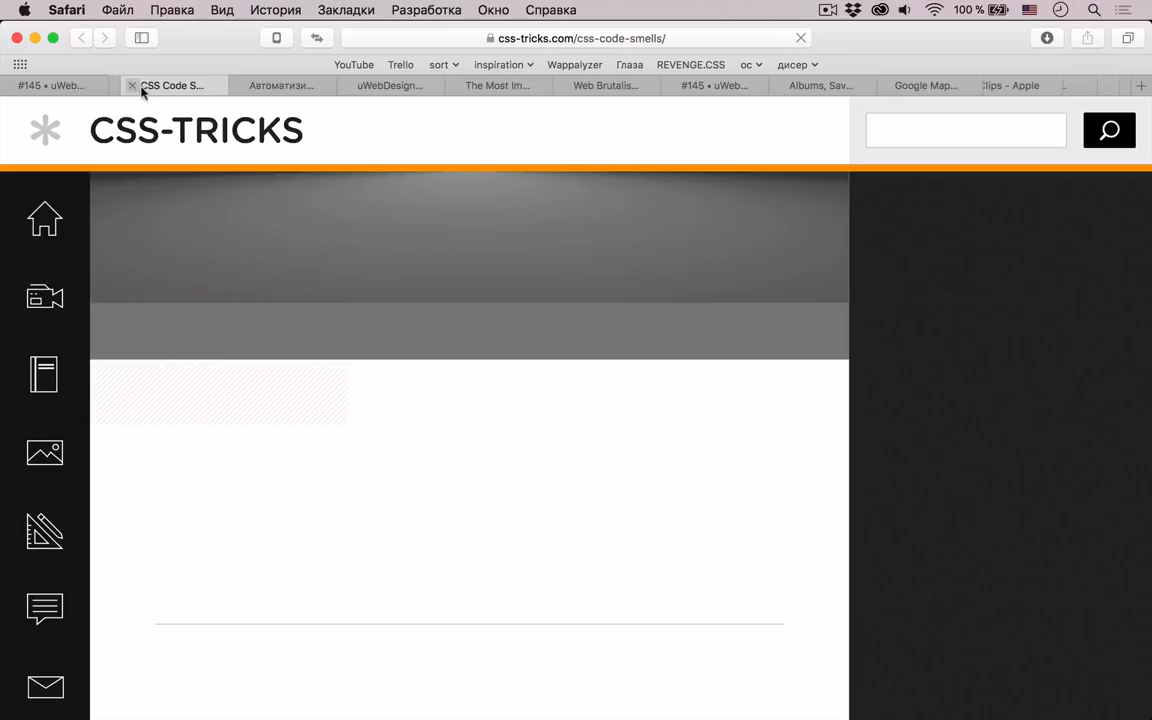 Safari Файл Правка Вид История Закладки Разработка Окно Справка 100 %
css-tricks.com/css-code-smells/
YouTube Trello sort inspiration Wappalyzer Глаза REVENGE.CSS ос дисер
#145 • uWeb... CSS Code S... Автоматизи... uWebDesign... The Most Im... Web Brutalis... #145 • uWeb... Albums, Sav... Google Map... Clips - Apple
CSS-TRICKS